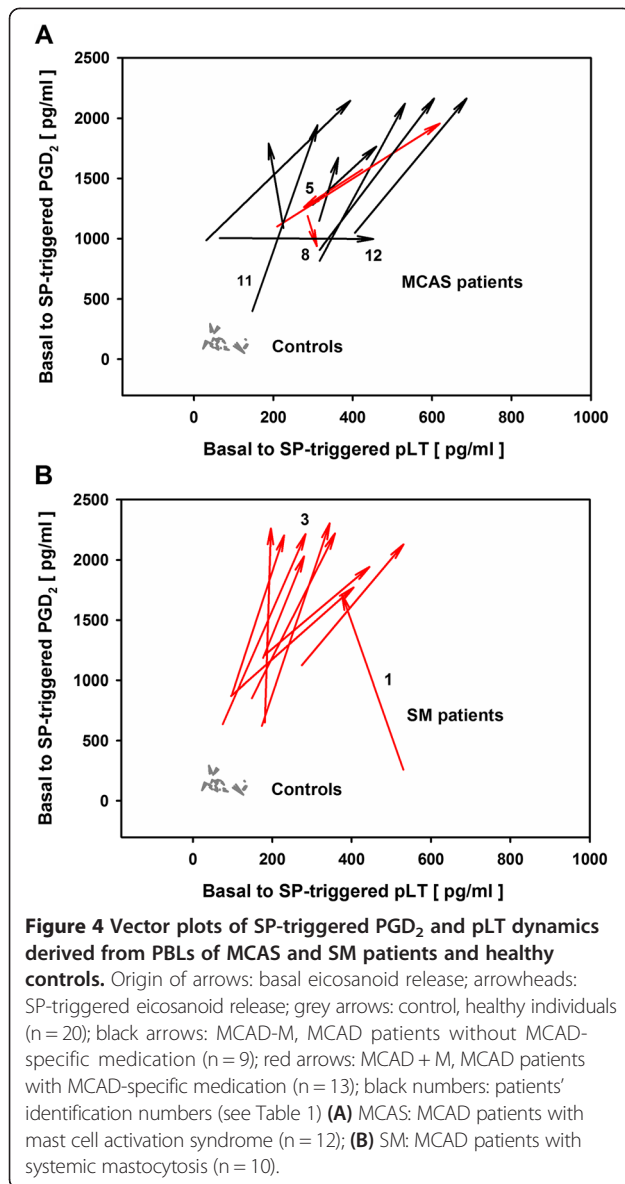 A
2500
2000
1500
1000
500
0
Basal to SP-triggered PGD2 [ pg/ml ]
5
11
8
12
MCAS patients
Controls
0 200 400 600 800 1000
Basal to SP-triggered pLT [ pg/ml ]
B
2500
2000
1500
1000
500
0
Basal to SP-triggered PGD2 [ pg/ml ]
3
1
SM patients
Controls
0 200 400 600 800 1000
Basal to SP-triggered pLT [ pg/ml ]
Figure 4 Vector plots of SP-triggered PGD2 and pLT dynamics
derived from PBLs of MCAS and SM patients and healthy
controls. Origin of arrows: basal eicosanoid release; arrowheads:
SP-triggered eicosanoid release; grey arrows: control, healthy individuals
(n = 20); black arrows: MCAD-M, MCAD patients without MCAD-
specific medication (n = 9); red arrows: MCAD + M, MCAD patients
with MCAD-specific medication (n = 13); black numbers: patients'
identification numbers (see Table 1) (A) MCAS: MCAD patients with
mast cell activation syndrome (n = 12); (B) SM: MCAD patients with
systemic mastocytosis (n = 10).